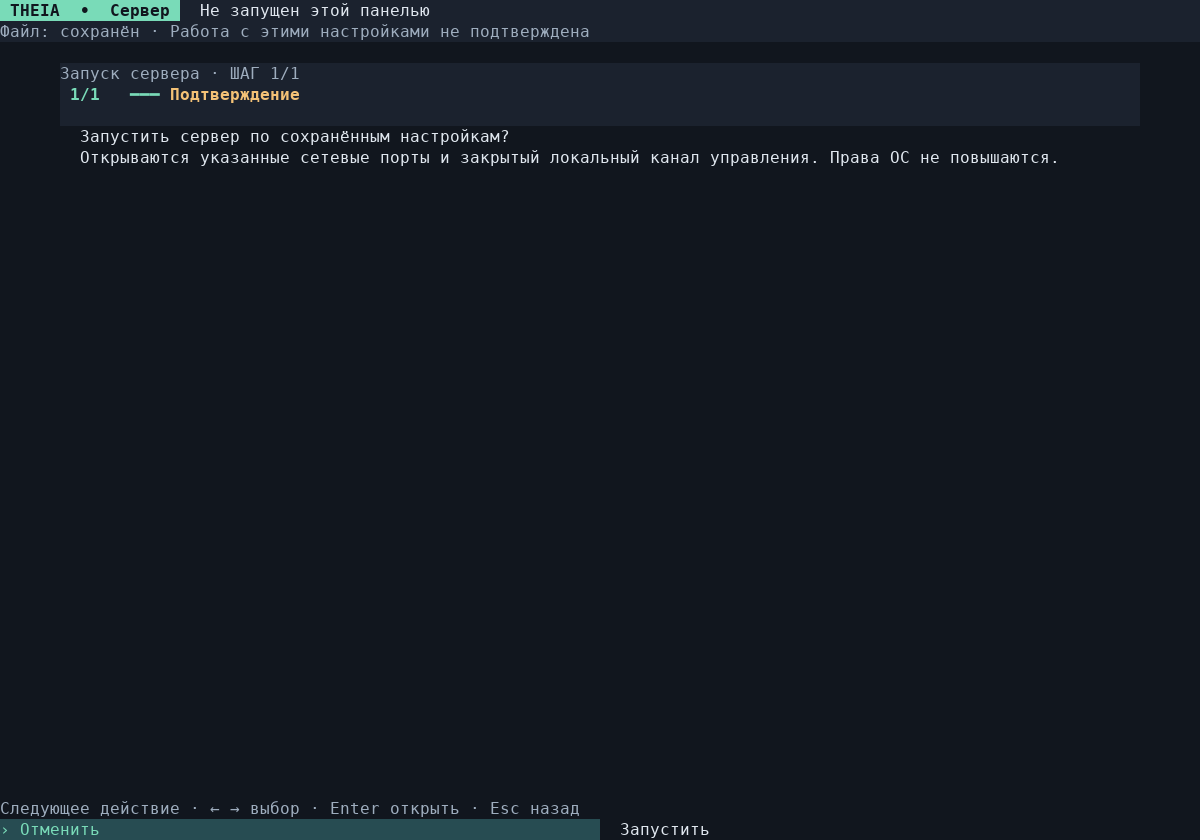 THEIA • Сервер Не запущен этой панелью
Файл: сохранён · Работа с этими настройками не подтверждена
Запуск сервера · ШАГ 1/1
1/1 ━━━ Подтверждение
Запустить сервер по сохранённым настройкам?
Открываются указанные сетевые порты и закрытый локальный канал управления. Права ОС не повышаются.
Следующее действие · ← → выбор · Enter открыть · Esc назад
› Отменить Запустить